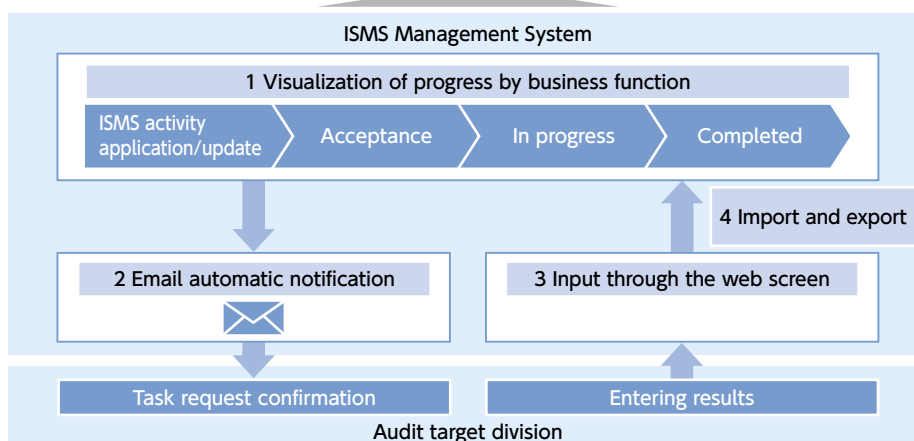 ISMS Management System
1 Visualization of progress by business function
ISMS activity
application/update
Acceptance
In progress
Completed
4 Import and export
2 Email automatic notification
3 Input through the web screen
Task request confirmation
Entering results
Audit target division